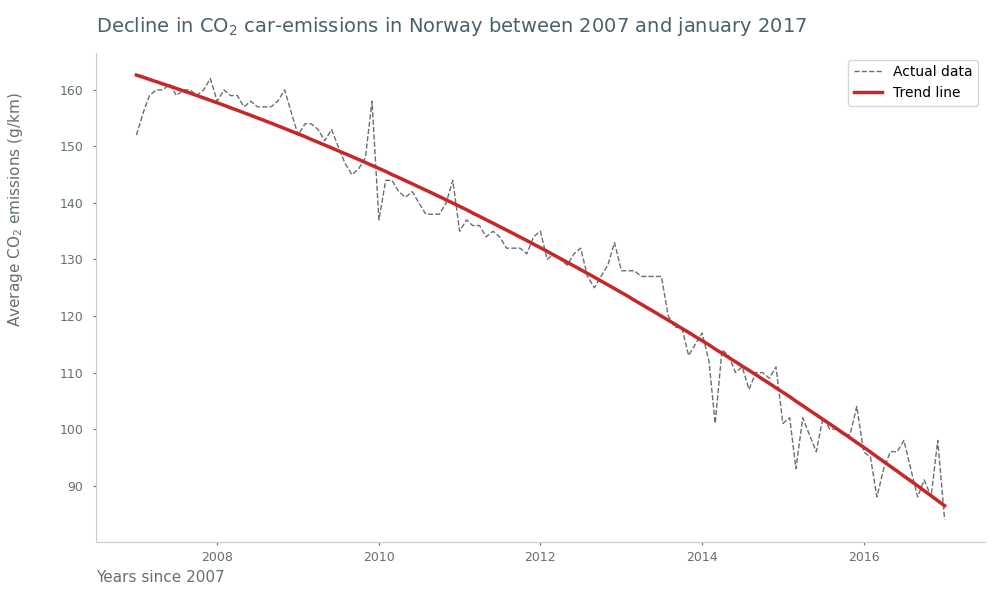 Decline in CO₂ car-emissions in Norway between 2007 and january 2017
Actual data
Trend line
Average CO₂ emissions (g/km)
160
150
140
130
120
110
100
90
2008 2010 2012 2014 2016
Years since 2007